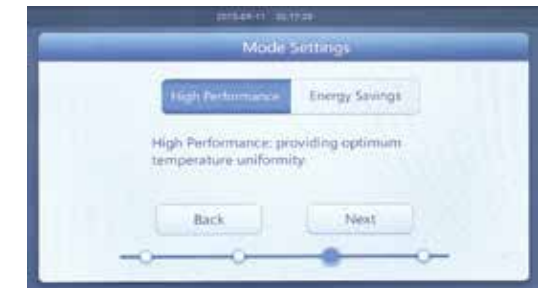 Mode Settings
High Performance
Energy Savings
High Performance: providing optimum
temperature uniformity
Back
Next